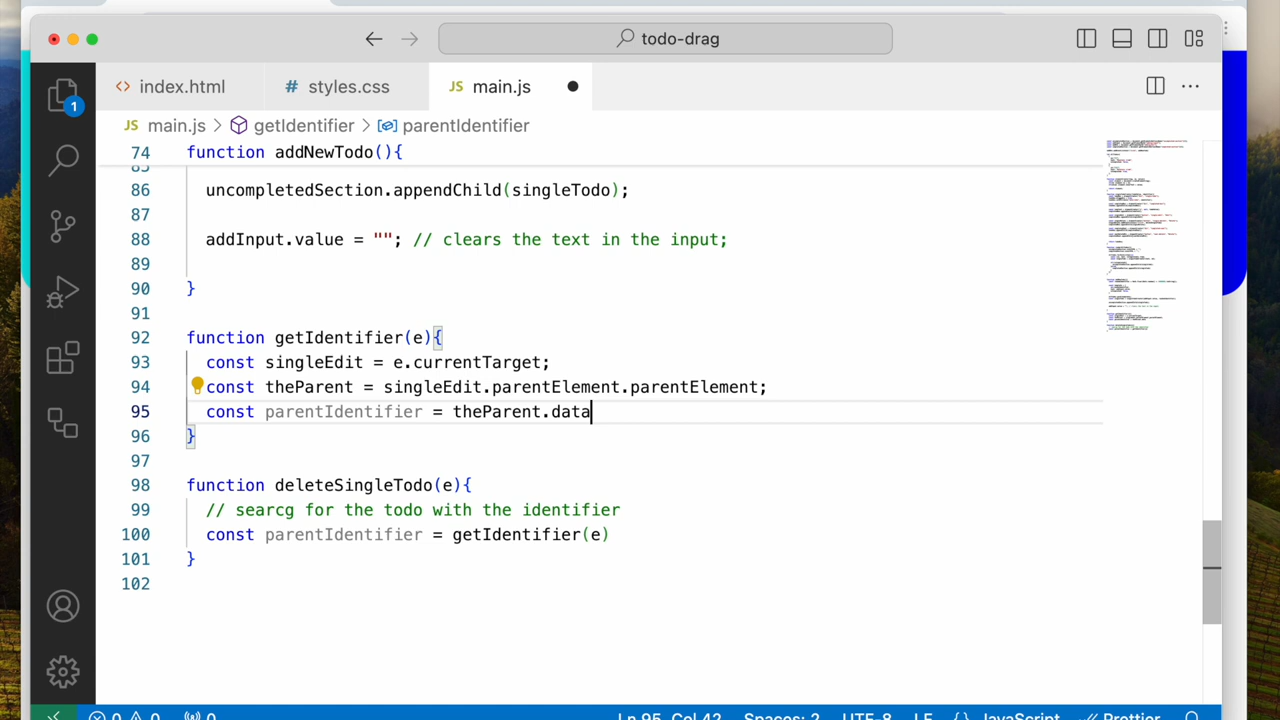 todo-drag
index.html
# styles.css
JS main.js
1
JS main.js > getIdentifier > parentIdentifier
74 function addNewTodo(){
86 uncompletedSection.appendChild(singleTodo);
87
88 addInput.value = ""; // clears the text in the input;
89
90 }
91
92 function getIdentifier(e){
93 const singleEdit = e.currentTarget;
94 const theParent = singleEdit.parentElement.parentElement;
95 const parentIdentifier = theParent.data
96 }
97
98 function deleteSingleTodo(e){
99 // searcg for the todo with the identifier
100 const parentIdentifier = getIdentifier(e)
101 }
102
0 0 0 Ln 95, Col 42 Spaces: 2 UTF-8 LF {} JavaScript Prettier